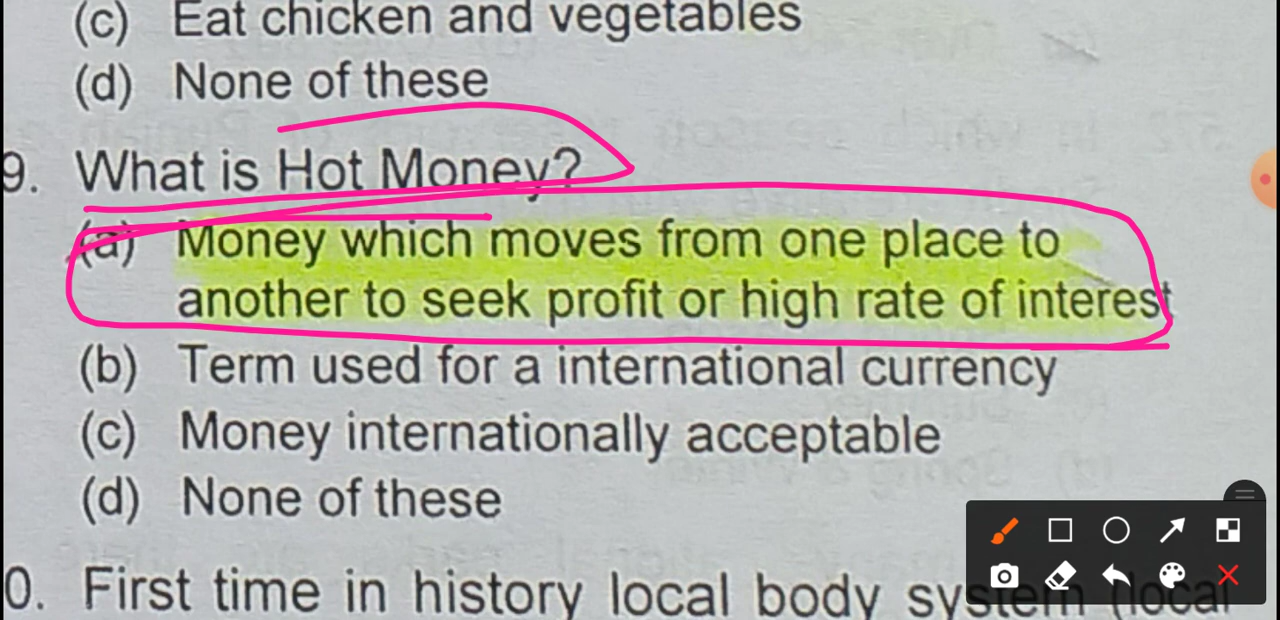 (c) Eat chicken and vegetables
(d) None of these
9. What is Hot Money?
(a) Money which moves from one place to
another to seek profit or high rate of interest
(b) Term used for a international currency
(c) Money internationally acceptable
(d) None of these
0. First time in history local body system (local